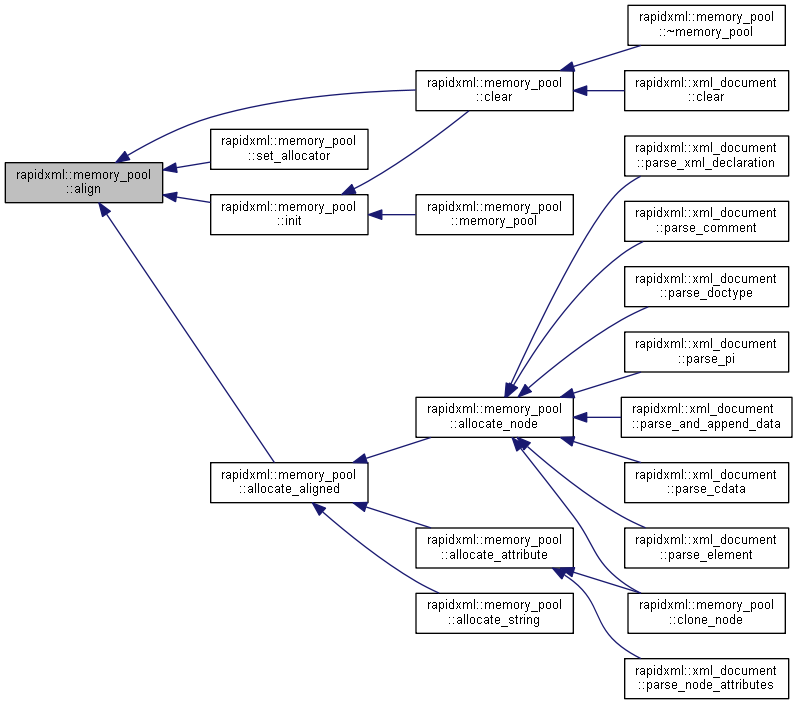 rapidxml::memory_pool
::align
rapidxml::memory_pool
::clear
rapidxml::memory_pool
::set_allocator
rapidxml::memory_pool
::init
rapidxml::memory_pool
::memory_pool
rapidxml::memory_pool
::~memory_pool
rapidxml::xml_document
::clear
rapidxml::memory_pool
::allocate_aligned
rapidxml::memory_pool
::allocate_node
rapidxml::memory_pool
::allocate_attribute
rapidxml::memory_pool
::allocate_string
rapidxml::xml_document
::parse_xml_declaration
rapidxml::xml_document
::parse_comment
rapidxml::xml_document
::parse_doctype
rapidxml::xml_document
::parse_pi
rapidxml::xml_document
::parse_and_append_data
rapidxml::xml_document
::parse_cdata
rapidxml::xml_document
::parse_element
rapidxml::memory_pool
::clone_node
rapidxml::xml_document
::parse_node_attributes